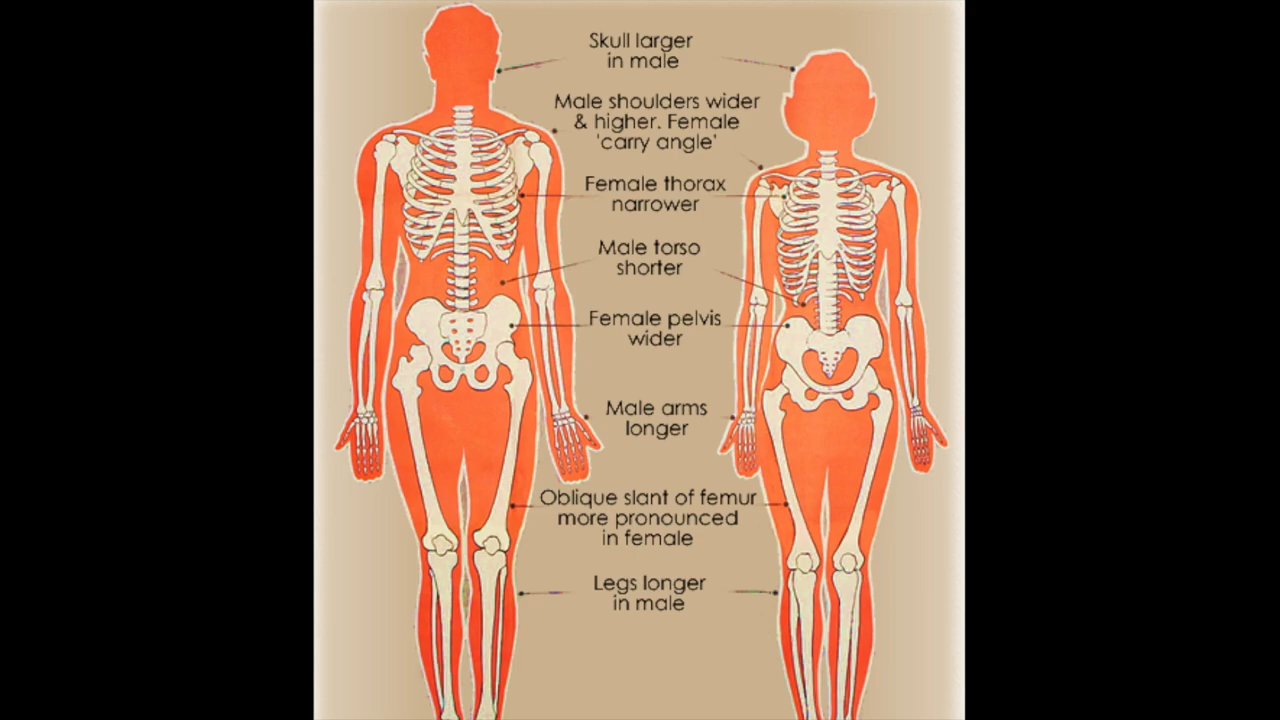 Skull larger
in male
Male shoulders wider
& higher. Female
'carry angle'
Female thorax
narrower
Male torso
shorter
Female pelvis
wider
Male arms
longer
Oblique slant of femur
more pronounced
in female
Legs longer
in male